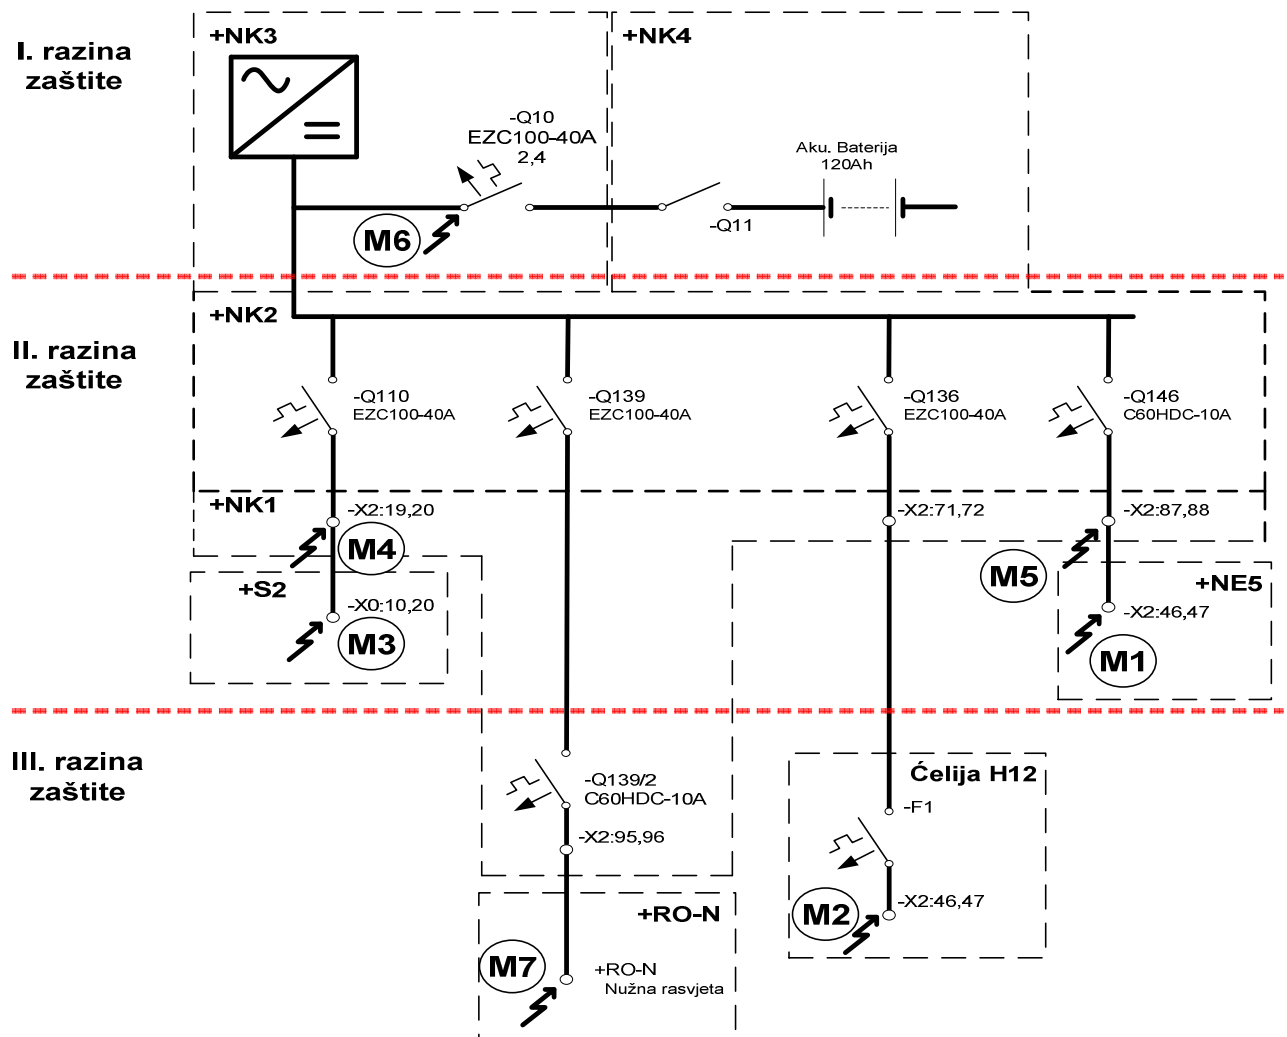 I. razina
zaštite
+NK3
+NK4
-Q10
EZC100-40A
2,4
Aku. Baterija
120Ah
-Q11
M6
II. razina
zaštite
+NK2
-Q110
EZC100-40A
-Q139
EZC100-40A
-Q136
EZC100-40A
-Q146
C60HDC-10A
+NK1
-X2:19,20
-X2:71,72
-X2:87,88
M4
M5
+S2
+NE5
-X0:10,20
-X2:46,47
M3
M1
III. razina
zaštite
-Q139/2
C60HDC-10A
-X2:95,96
Ćelija H12
-F1
-X2:46,47
M2
+RO-N
M7
+RO-N
Nužna rasvjeta